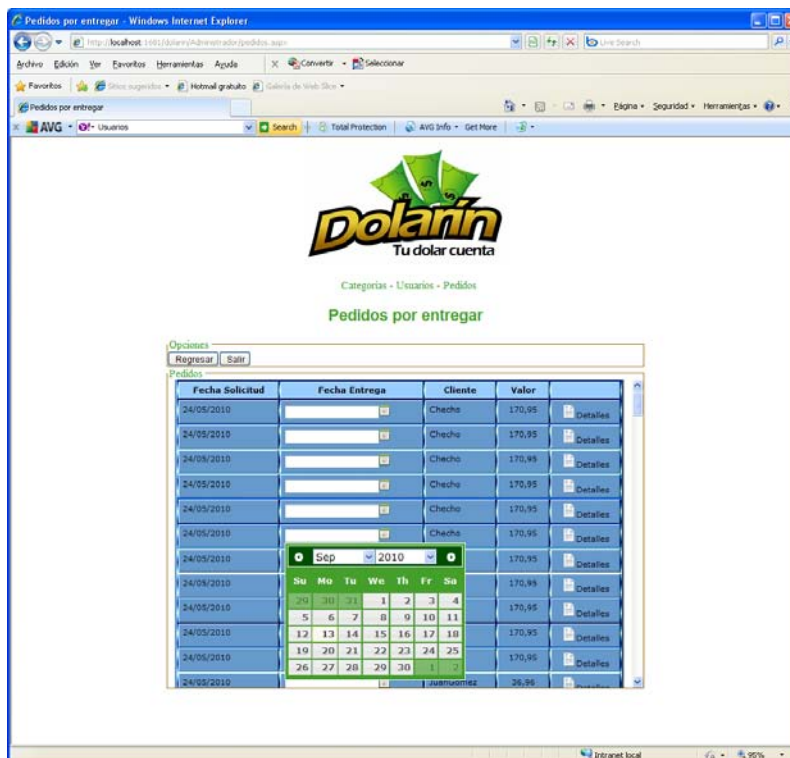 Pedidos por entregar - Windows Internet Explorer
http://localhost:1681/dolarin/Administrador/pedidos.aspx Live Search
Archivo Edición Ver Favoritos Herramientas Ayuda X Convertir Seleccionar
Favoritos Sitios sugeridos Hotmail gratuito Galería de Web Slice
Pedidos por entregar Página Seguridad Herramientas
AVG Usuarios Search Total Protection AVG Info Get More
Dolarín
Tu dolar cuenta
Categorias - Usuarios - Pedidos
Pedidos por entregar
Opciones
Regresar Salir
Pedidos
Fecha Solicitud Fecha Entrega Cliente Valor
24/05/2010 Checho 170,95 Detalles
24/05/2010 Checho 170,95 Detalles
24/05/2010 Checho 170,95 Detalles
24/05/2010 Checho 170,95 Detalles
24/05/2010 Checho 170,95 Detalles
24/05/2010 Checho 170,95 Detalles
24/05/2010 170,95 Detalles
24/05/2010 170,95 Detalles
24/05/2010 170,95 Detalles
24/05/2010 170,95 Detalles
24/05/2010 170,95 Detalles
24/05/2010 JuanGomez 36,96 Detalles
Sep 2010
Su Mo Tu We Th Fr Sa
29 30 31 1 2 3 4
5 6 7 8 9 10 11
12 13 14 15 16 17 18
19 20 21 22 23 24 25
26 27 28 29 30 1 2
Intranet local 95%